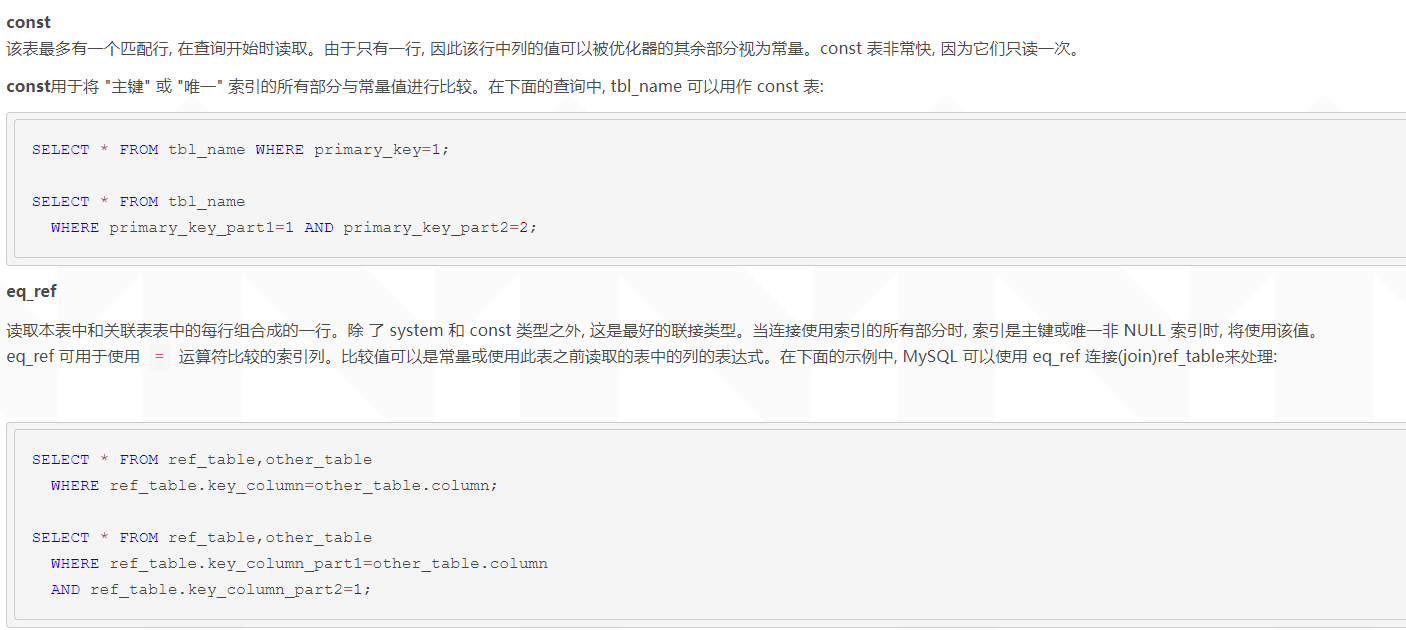 const
该表最多有一个匹配行, 在查询开始时读取。由于只有一行, 因此该行中列的值可以被优化器的其余部分视为常量。const 表非常快, 因为它们只读一次。
const用于将 "主键" 或 "唯一" 索引的所有部分与常量值进行比较。在下面的查询中, tbl_name 可以用作 const 表:
SELECT * FROM tbl_name WHERE primary_key=1;
SELECT * FROM tbl_name
WHERE primary_key_part1=1 AND primary_key_part2=2;
eq_ref
读取本表中和关联表表中的每行组合成的一行。除 了 system 和 const 类型之外, 这是最好的联接类型。当连接使用索引的所有部分时, 索引是主键或唯一非 NULL 索引时, 将使用该值。
eq_ref 可用于使用 = 运算符比较的索引列。比较值可以是常量或使用此表之前读取的表中的列的表达式。在下面的示例中, MySQL 可以使用 eq_ref 连接(join)ref_table来处理:
SELECT * FROM ref_table,other_table
WHERE ref_table.key_column=other_table.column;
SELECT * FROM ref_table,other_table
WHERE ref_table.key_column_part1=other_table.column
AND ref_table.key_column_part2=1;